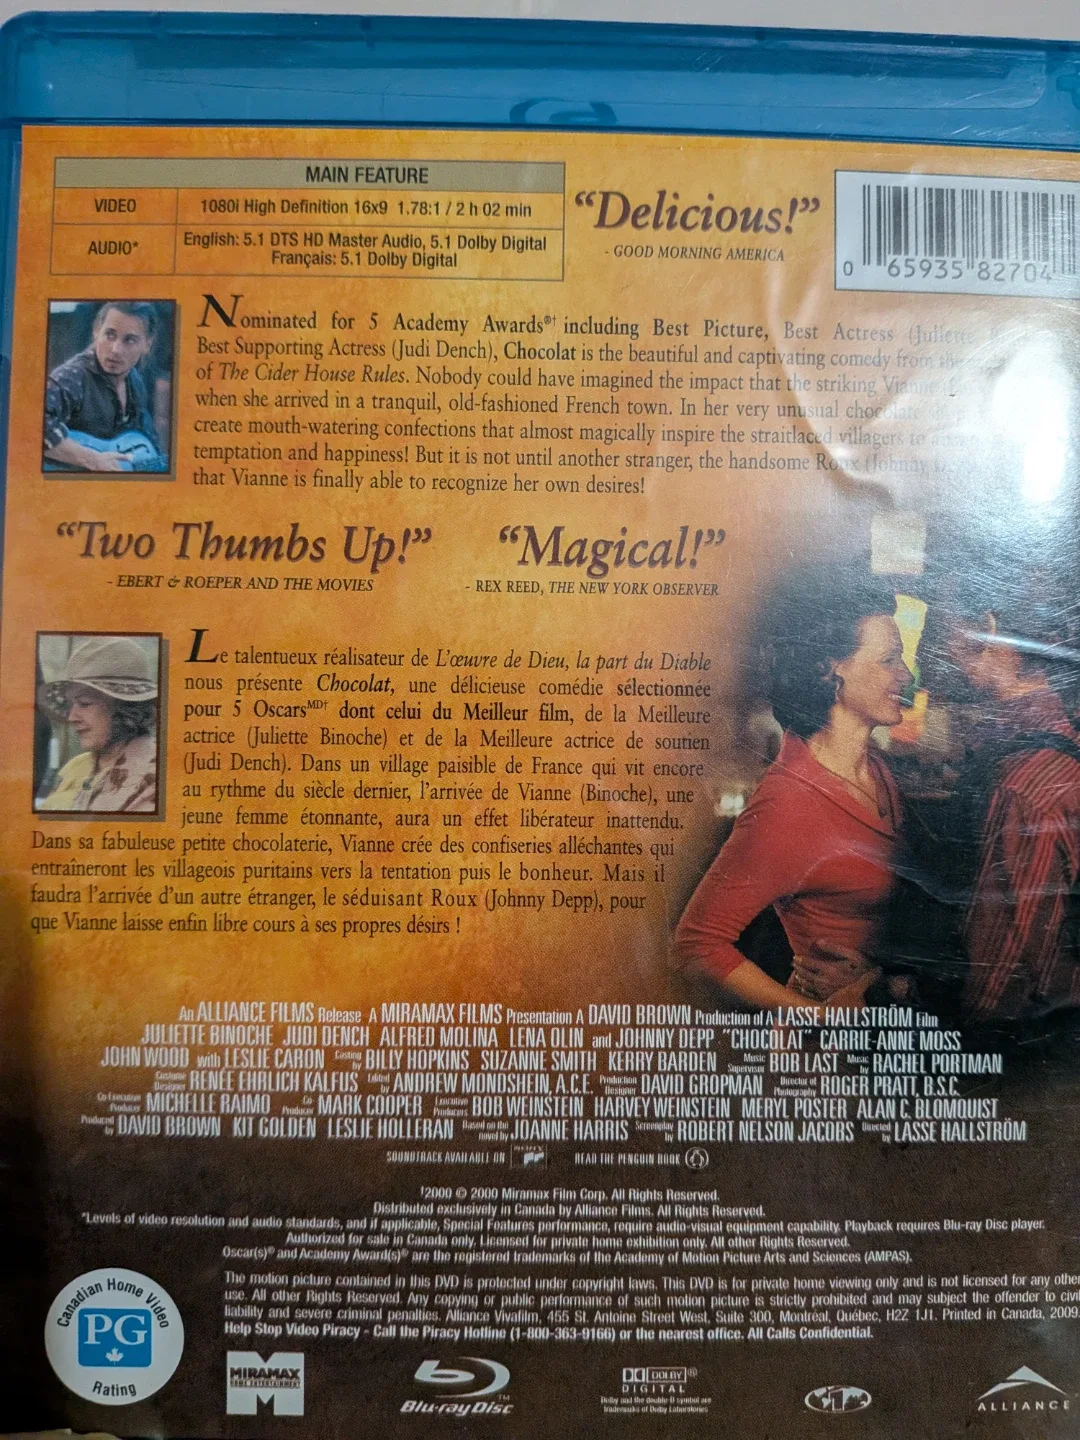 MAIN FEATURE
VIDEO 1080i High Definition 16x9 1.78:1 / 2 h 02 min
AUDIO* English: 5.1 DTS HD Master Audio, 5.1 Dolby Digital
Français: 5.1 Dolby Digital
“Delicious!”
- GOOD MORNING AMERICA
0 65935 82704
Nominated for 5 Academy Awards®† including Best Picture, Best Actress (Juliette
Best Supporting Actress (Judi Dench), Chocolat is the beautiful and captivating comedy from the
of The Cider House Rules. Nobody could have imagined the impact that the striking Vianne
when she arrived in a tranquil, old-fashioned French town. In her very unusual chocolate
create mouth-watering confections that almost magically inspire the straitlaced villagers to
temptation and happiness! But it is not until another stranger, the handsome Roux (Johnny
that Vianne is finally able to recognize her own desires!
“Two Thumbs Up!”
- EBERT & ROEPER AND THE MOVIES
“Magical!”
- REX REED, THE NEW YORK OBSERVER
Le talentueux réalisateur de L'œuvre de Dieu, la part du Diable
nous présente Chocolat, une délicieuse comédie sélectionnée
pour 5 Oscars MD† dont celui du Meilleur film, de la Meilleure
actrice (Juliette Binoche) et de la Meilleure actrice de soutien
(Judi Dench). Dans un village paisible de France qui vit encore
au rythme du siècle dernier, l'arrivée de Vianne (Binoche), une
jeune femme étonnante, aura un effet libérateur inattendu.
Dans sa fabuleuse petite chocolaterie, Vianne crée des confiseries alléchantes qui
entraîneront les villageois puritains vers la tentation puis le bonheur. Mais il
faudra l'arrivée d'un autre étranger, le séduisant Roux (Johnny Depp), pour
que Vianne laisse enfin libre cours à ses propres désirs !
An ALLIANCE FILMS Release A MIRAMAX FILMS Presentation A DAVID BROWN Production of A LASSE HALLSTRÖM Film
JULIETTE BINOCHE JUDI DENCH ALFRED MOLINA LENA OLIN and JOHNNY DEPP "CHOCOLAT" CARRIE-ANNE MOSS
JOHN WOOD with LESLIE CARON Casting by BILLY HOPKINS SUZANNE SMITH KERRY BARDEN Music Supervisor BOB LAST Music by RACHEL PORTMAN
Costume Designer RENÉE EHRLICH KALFUS Edited by ANDREW MONDSHEIN, A.C.E. Production Designer DAVID GROPMAN Director of Photography ROGER PRATT, B.S.C.
Co-Executive Producer MICHELLE RAIMO Co-Producer MARK COOPER Executive Producers BOB WEINSTEIN HARVEY WEINSTEIN MERYL POSTER ALAN C. BLOMQUIST
Produced by DAVID BROWN KIT GOLDEN LESLIE HOLLERAN Based on the novel by JOANNE HARRIS Screenplay by ROBERT NELSON JACOBS Directed by LASSE HALLSTRÖM
SOUNDTRACK AVAILABLE ON SONY READ THE PENGUIN BOOK
†2000 © 2000 Miramax Film Corp. All Rights Reserved.
Distributed exclusively in Canada by Alliance Films. All Rights Reserved.
*Levels of video resolution and audio standards, and if applicable, Special Features performance, require audio-visual equipment capability. Playback requires Blu-ray Disc player.
Authorized for sale in Canada only. Licensed for private home exhibition only. All other Rights Reserved.
Oscar(s)® and Academy Award(s)® are the registered trademarks of the Academy of Motion Picture Arts and Sciences (AMPAS).
The motion picture contained in this DVD is protected under copyright laws. This DVD is for private home viewing only and is not licensed for any other
use. All other Rights Reserved. Any copying or public performance of such motion picture is strictly prohibited and may subject the offender to civil
liability and severe criminal penalties. Alliance Vivafilm, 455 St. Antoine Street West, Suite 300, Montréal, Québec, H2Z 1J1. Printed in Canada, 2009.
Help Stop Video Piracy - Call the Piracy Hotline (1-800-363-9166) or the nearest office. All Calls Confidential.
Canadian Home Video
PG
Rating
MIRAMAX
HOME ENTERTAINMENT
Blu-ray Disc™
DOLBY®
DIGITAL
Dolby and the double-D symbol are
trademarks of Dolby Laboratories
ALLIANCE